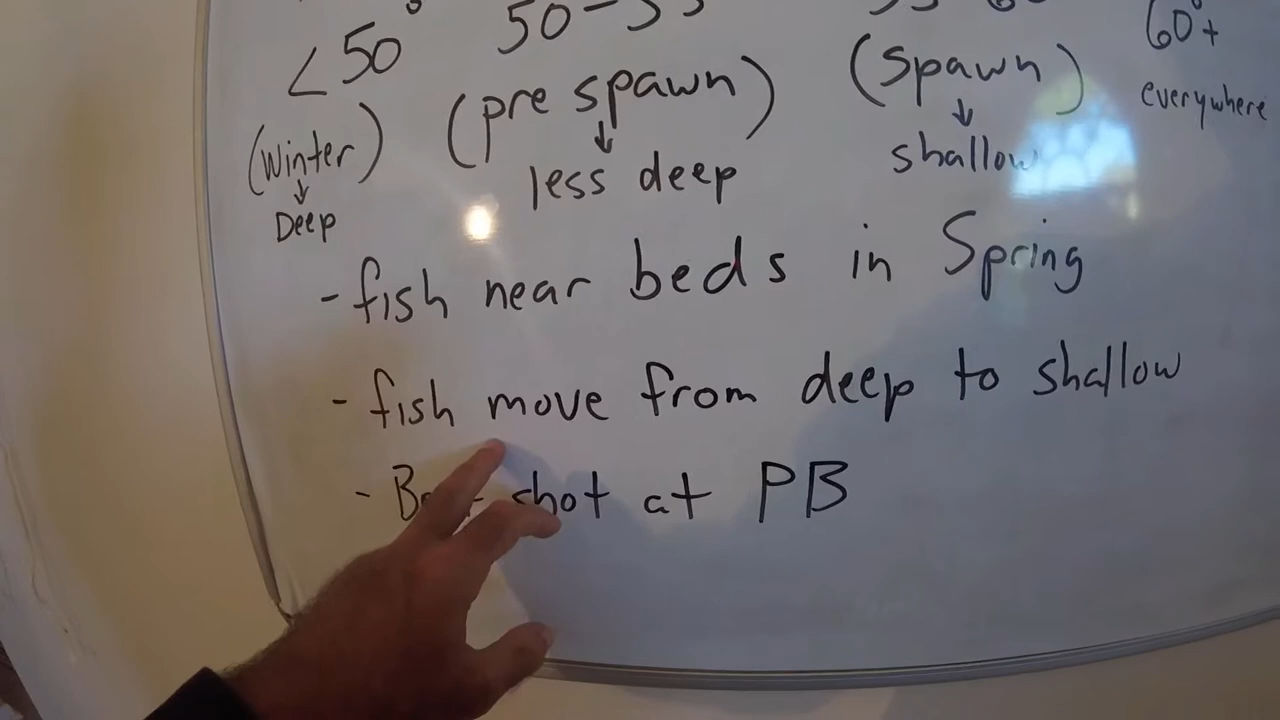 <50° 60°+
(Winter) (pre spawn) (Spawn) everywhere
↓ ↓ ↓
Deep less deep shallow
- fish near beds in Spring
- fish move from deep to shallow
- shot at PB